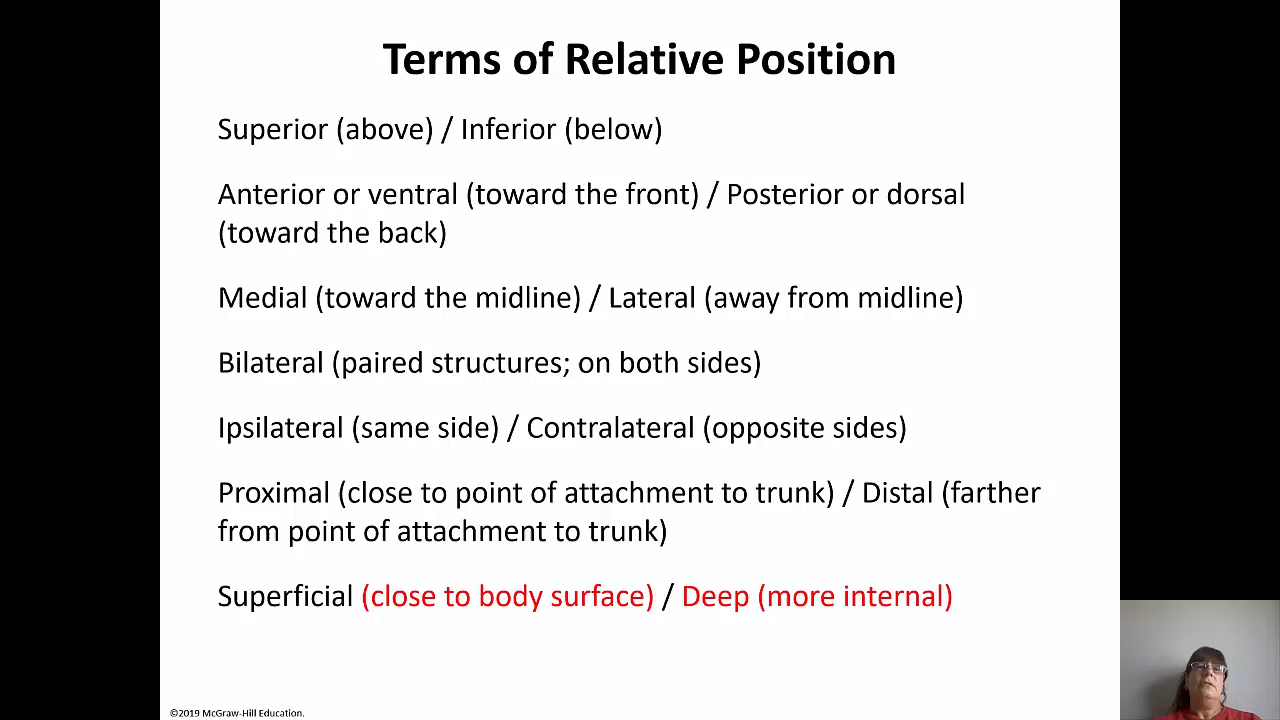 Terms of Relative Position
Superior (above) / Inferior (below)
Anterior or ventral (toward the front) / Posterior or dorsal
(toward the back)
Medial (toward the midline) / Lateral (away from midline)
Bilateral (paired structures; on both sides)
Ipsilateral (same side) / Contralateral (opposite sides)
Proximal (close to point of attachment to trunk) / Distal (farther
from point of attachment to trunk)
Superficial (close to body surface) / Deep (more internal)
©2019 McGraw-Hill Education.